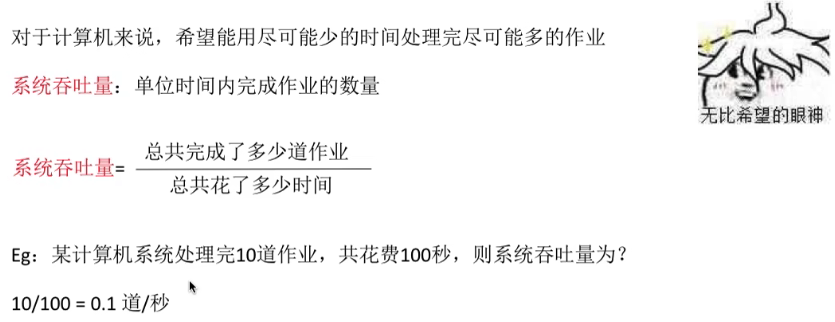 对于计算机来说，希望能用尽可能少的时间处理完尽可能多的作业
系统吞吐量：单位时间内完成作业的数量
无比希望的眼神
系统吞吐量= 总共完成了多少道作业
总共花了多少时间
Eg：某计算机系统处理完10道作业，共花费100秒，则系统吞吐量为？
10/100 = 0.1 道/秒